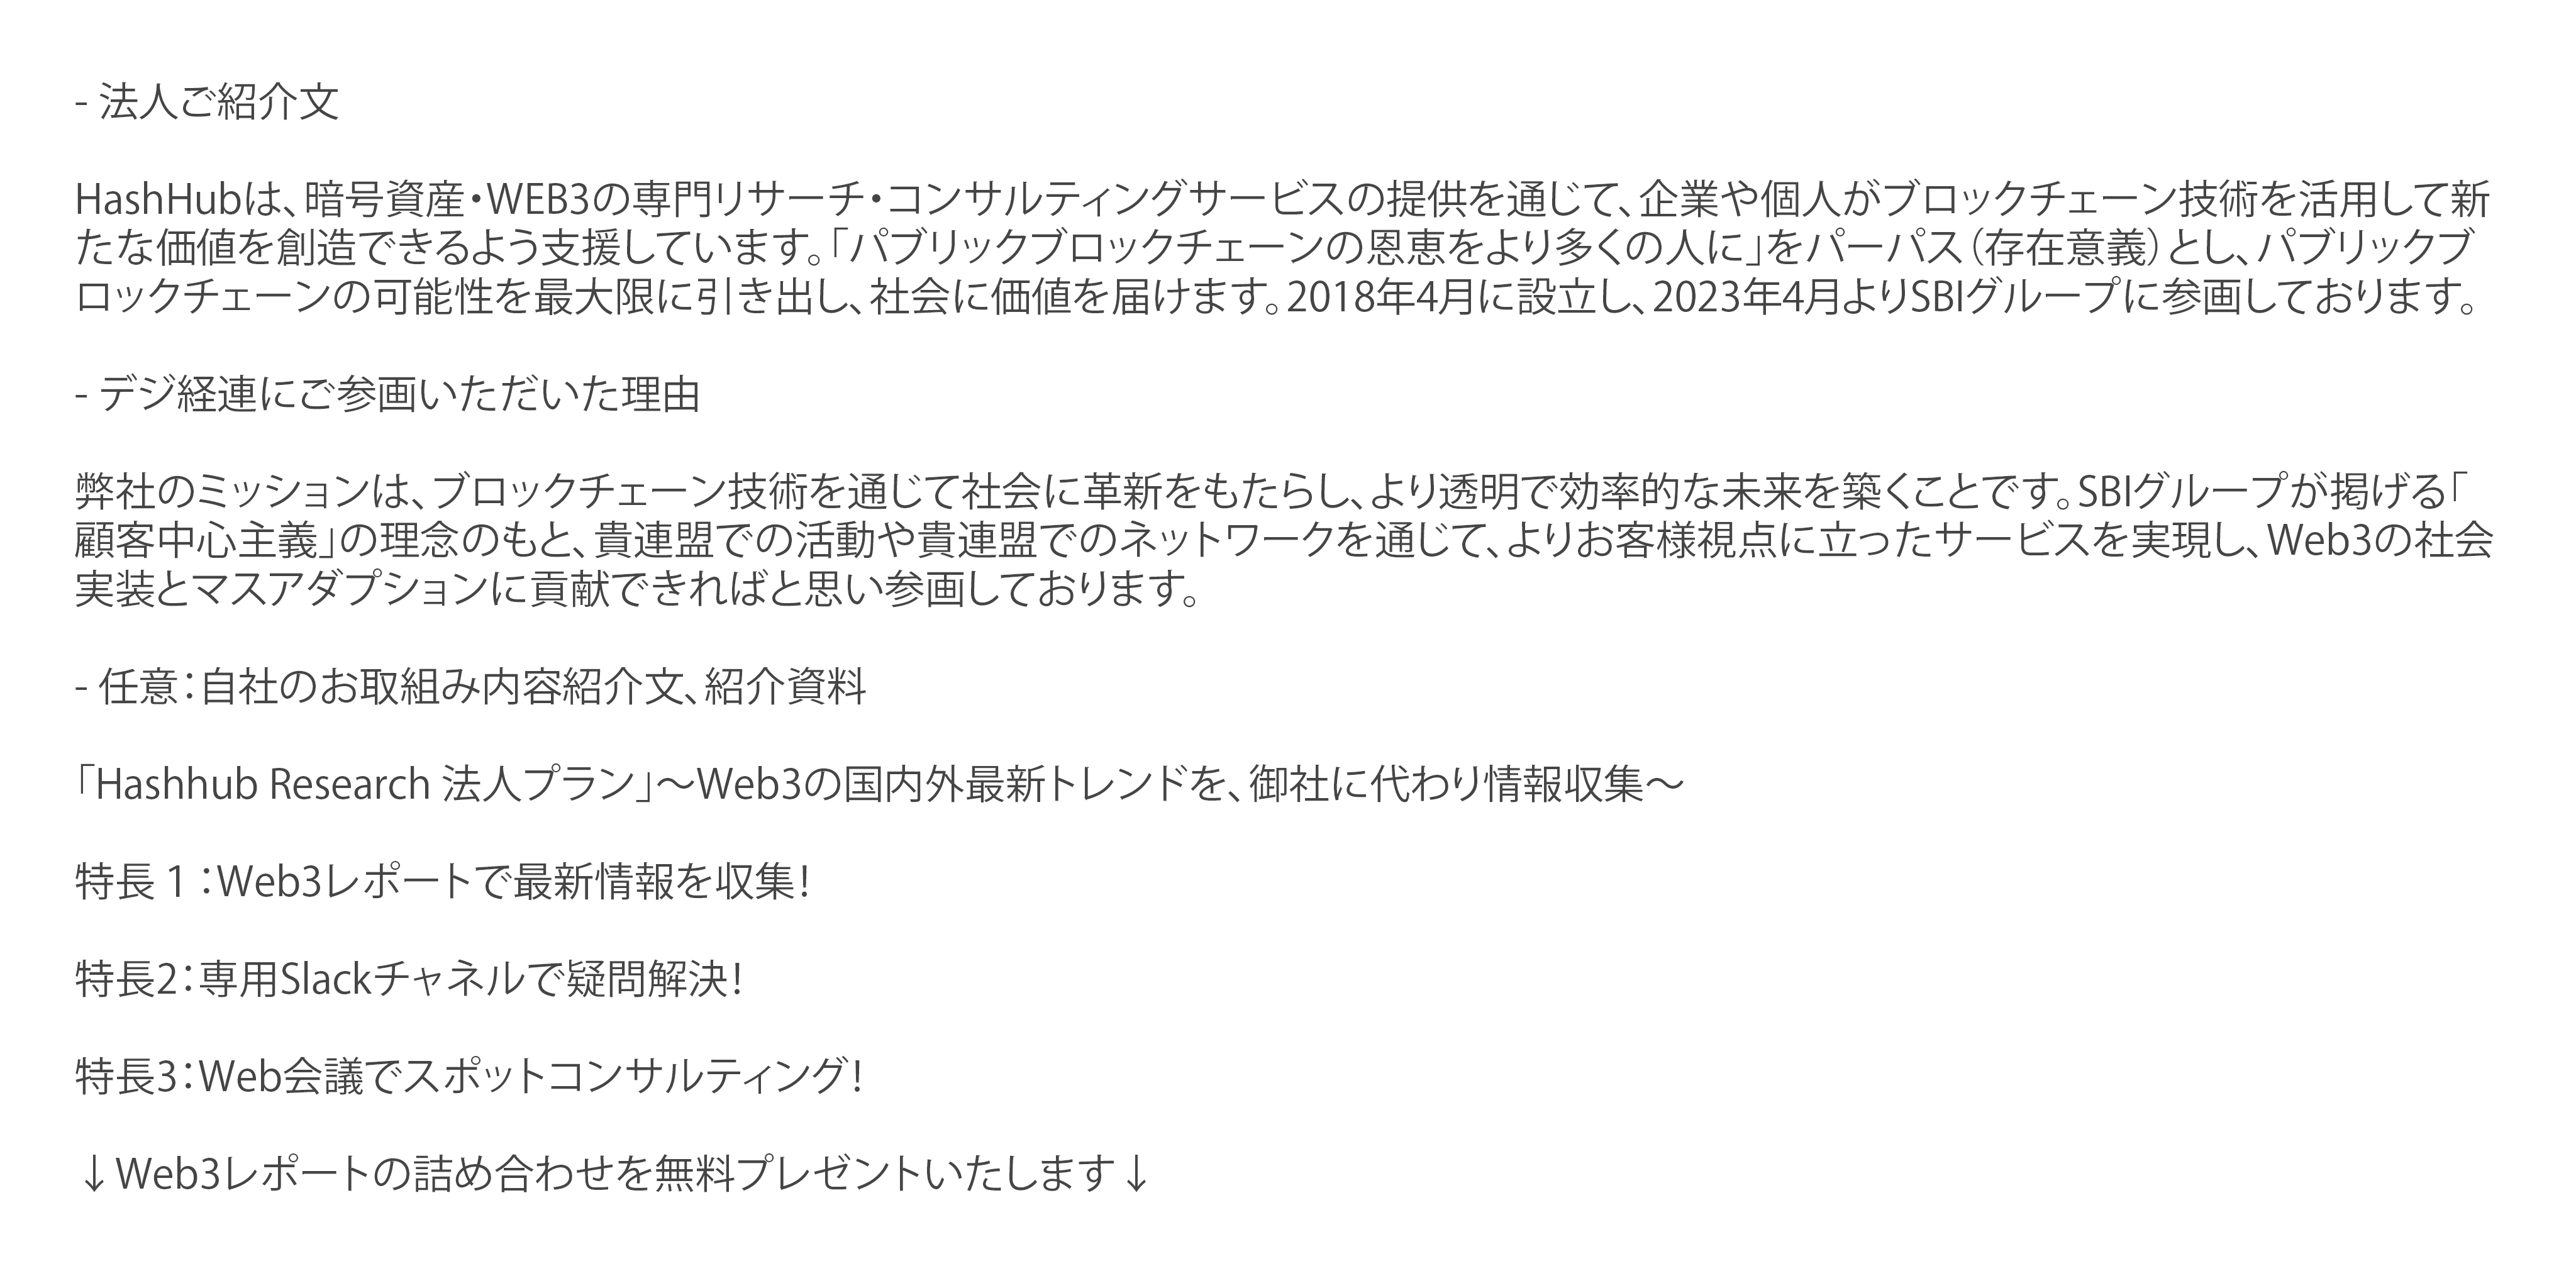 - 法人ご紹介文
HashHubは、暗号資産・WEB3の専門リサーチ・コンサルティングサービスの提供を通じて、企業や個人がブロックチェーン技術を活用して新
たな価値を創造できるよう支援しています。「パブリックブロックチェーンの恩恵をより多くの人に」をパーパス（存在意義）とし、パブリックブ
ロックチェーンの可能性を最大限に引き出し、社会に価値を届けます。2018年4月に設立し、2023年4月よりSBIグループに参画しております。
- デジ経連にご参画いただいた理由
弊社のミッションは、ブロックチェーン技術を通じて社会に革新をもたらし、より透明で効率的な未来を築くことです。SBIグループが掲げる「
顧客中心主義」の理念のもと、貴連盟での活動や貴連盟でのネットワークを通じて、よりお客様視点に立ったサービスを実現し、Web3の社会
実装とマスアダプションに貢献できればと思い参画しております。
- 任意：自社のお取組み内容紹介文、紹介資料
「Hashhub Research 法人プラン」～Web3の国内外最新トレンドを、御社に代わり情報収集～
特長１：Web3レポートで最新情報を収集！
特長2：専用Slackチャネルで疑問解決！
特長3：Web会議でスポットコンサルティング！
↓Web3レポートの詰め合わせを無料プレゼントいたします↓